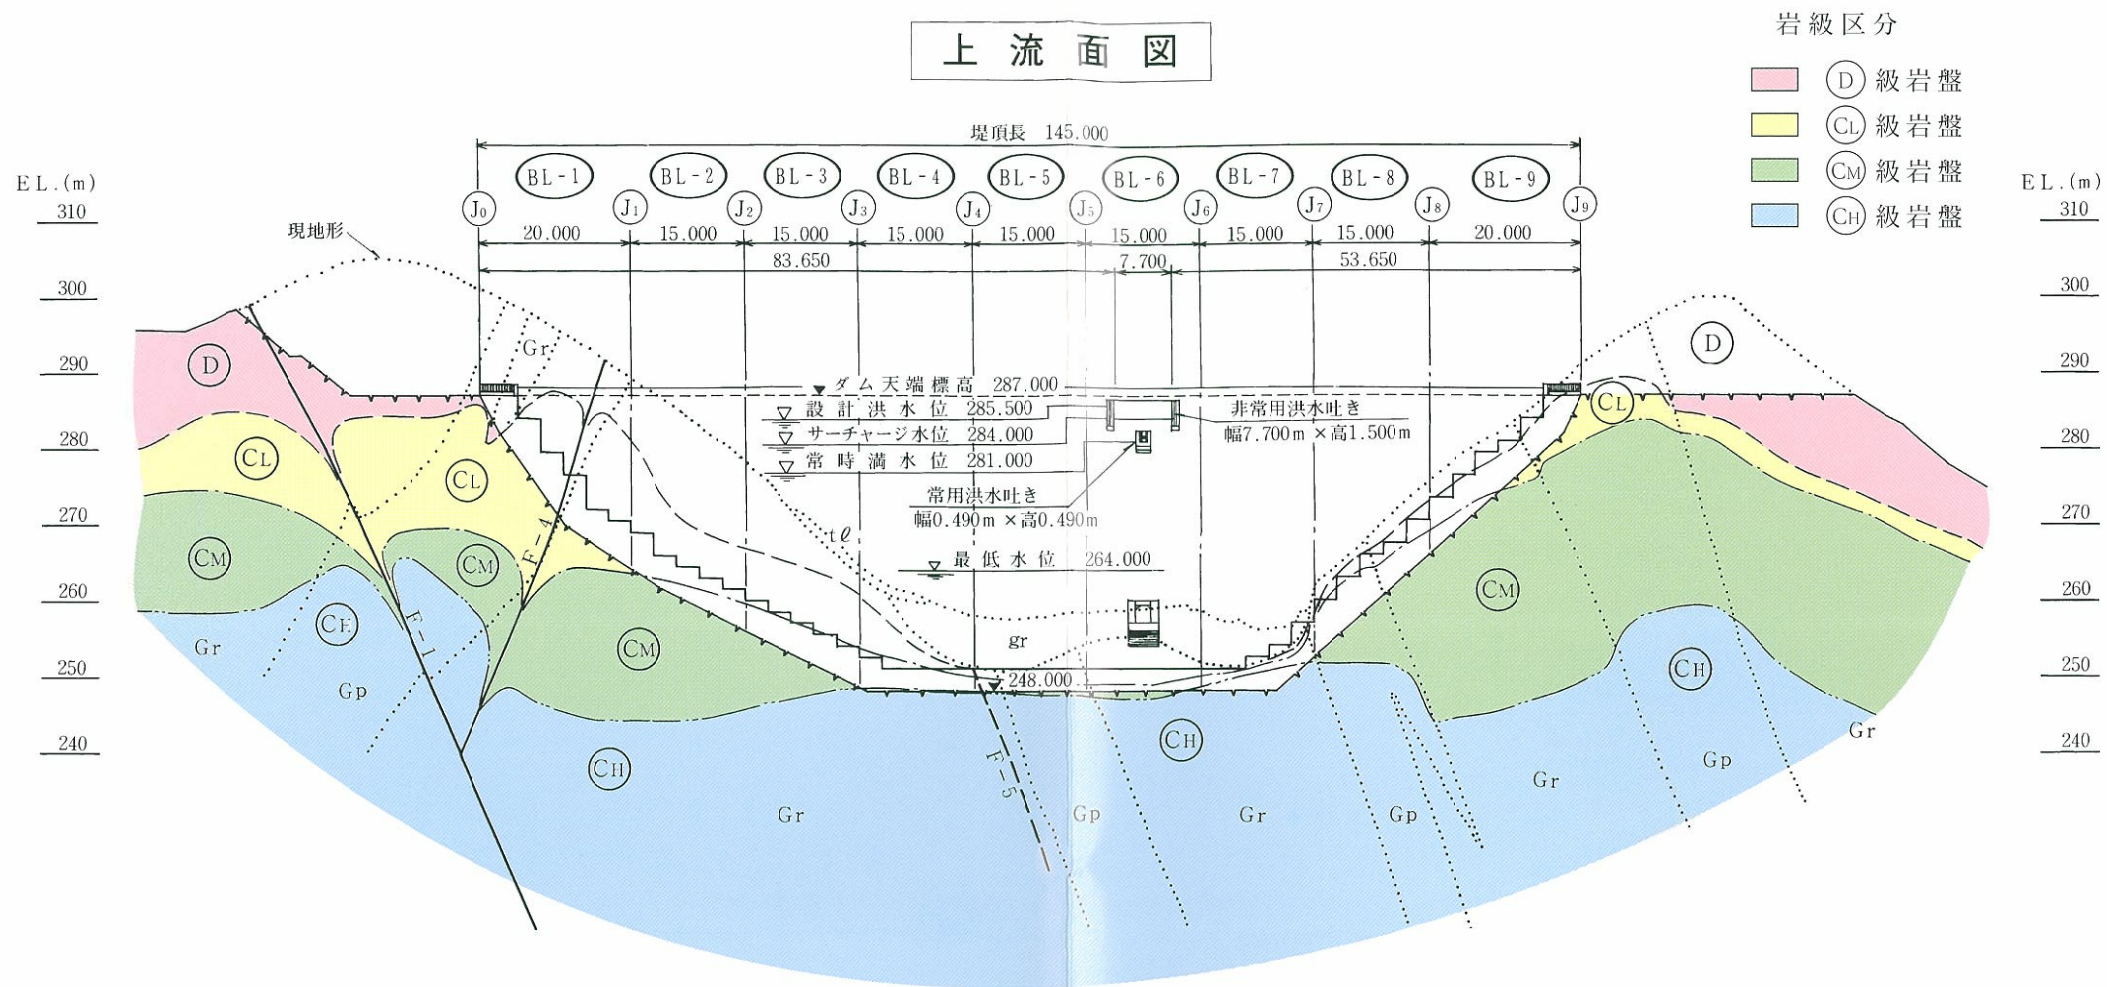 上流面図
岩級区分
D 級岩盤
CL 級岩盤
CM 級岩盤
CH 級岩盤
堤頂長 145.000
BL-1 BL-2 BL-3 BL-4 BL-5 BL-6 BL-7 BL-8 BL-9
EL.(m)
EL.(m)
J0 J1 J2 J3 J4 J5 J6 J7 J8 J9
310
310
現地形
20.000 15.000 15.000 15.000 15.000 15.000 15.000 15.000 20.000
83.650 7.700 53.650
300
300
Gr
D
D
290
290
ダム天端標高 287.000
設計洪水位 285.500
非常用洪水吐き
幅7.700m×高1.500m
サーチャージ水位 284.000
常時満水位 281.000
CL
280
280
CL
CL
常用洪水吐き
幅0.490m×高0.490m
270
270
tℓ
F-4
CM
CM
最低水位 264.000
CM
260
260
F-1
Gr
gr
CM
CH
250
250
Gp
248.000
240
240
CH
CH
F-5
Gr
Gp
Gr
Gp
Gr
Gp
Gr